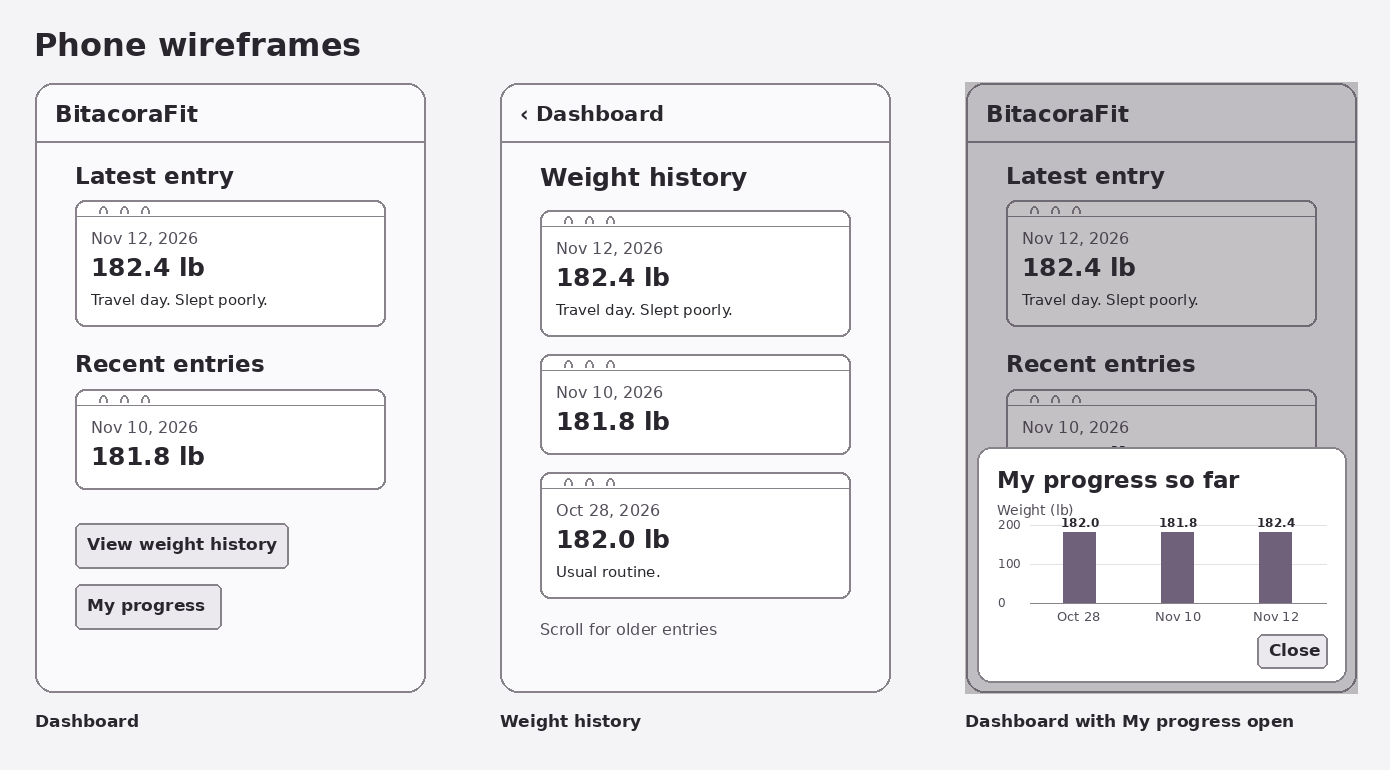 Phone wireframes
BitacoraFit
Latest entry
Nov 12, 2026
182.4 lb
Travel day. Slept poorly.
Recent entries
Nov 10, 2026
181.8 lb
View weight history
My progress
Dashboard
‹ Dashboard
Weight history
Nov 12, 2026
182.4 lb
Travel day. Slept poorly.
Nov 10, 2026
181.8 lb
Oct 28, 2026
182.0 lb
Usual routine.
Scroll for older entries
Weight history
BitacoraFit
Latest entry
Nov 12, 2026
182.4 lb
Travel day. Slept poorly.
Recent entries
Nov 10, 2026
My progress so far
Weight (lb)
200
182.0 181.8 182.4
100
0
Oct 28 Nov 10 Nov 12
Close
Dashboard with My progress open